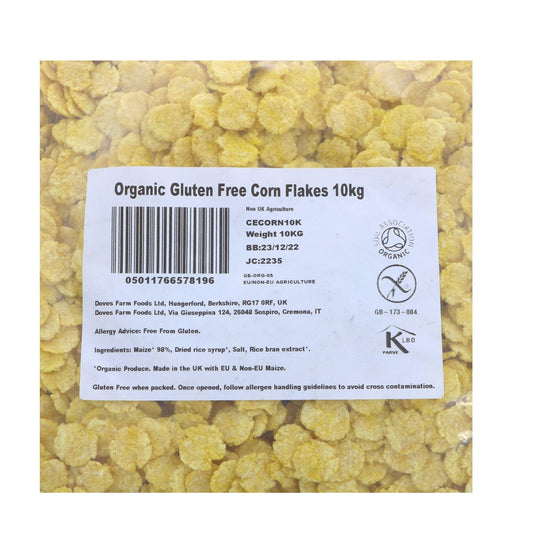 Organic Gluten Free Corn Flakes 10kg
Non UK Agriculture
CECORN10K
Weight 10KG
BB:23/12/22
JC:2235
GB-ORG-05
EU/NON-EU AGRICULTURE
05011766578196
SOIL ASSOCIATION
ORGANIC
GB-173-004
Doves Farm Foods Ltd, Hungerford, Berkshire, RG17 0RF, UK
Doves Farm Foods Ltd, Via Giuseppina 124, 26048 Sospiro, Cremona, IT
Allergy Advice: Free From Gluten.
K LBD
PARVE
Ingredients: Maize* 98%, Dried rice syrup*, Salt, Rice bran extract*.
*Organic Produce. Made in the UK with EU & Non-EU Maize.
Gluten Free when packed. Once opened, follow allergen handling guidelines to avoid cross contamination.